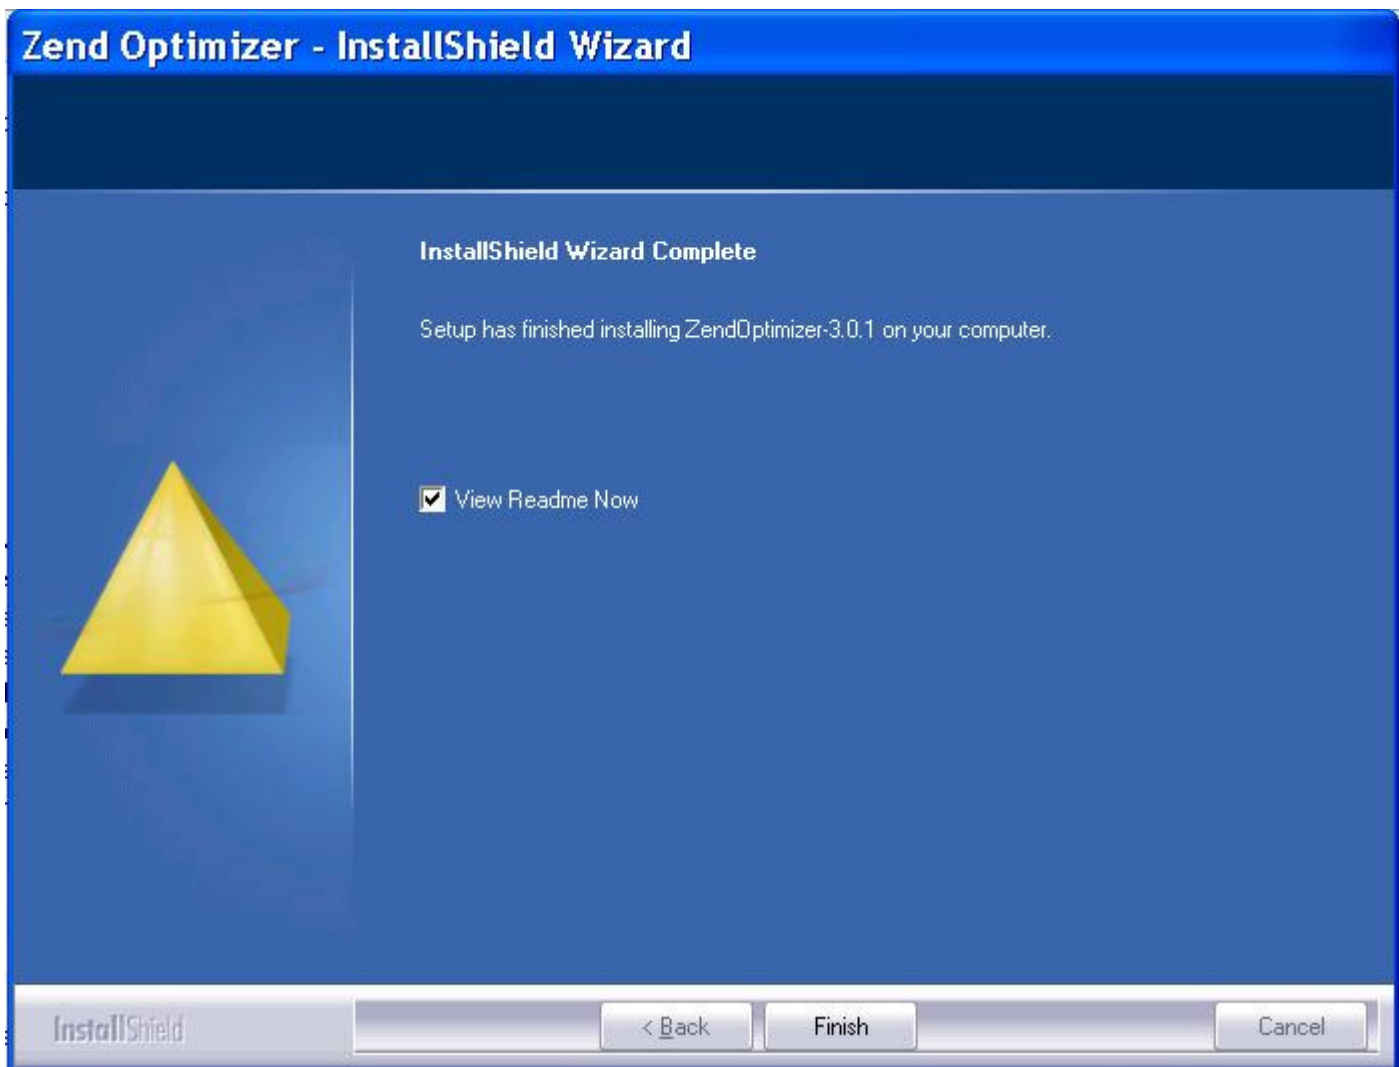 Zend Optimizer - InstallShield Wizard
InstallShield Wizard Complete
Setup has finished installing ZendOptimizer-3.0.1 on your computer.
View Readme Now
InstallShield
< Back
Finish
Cancel